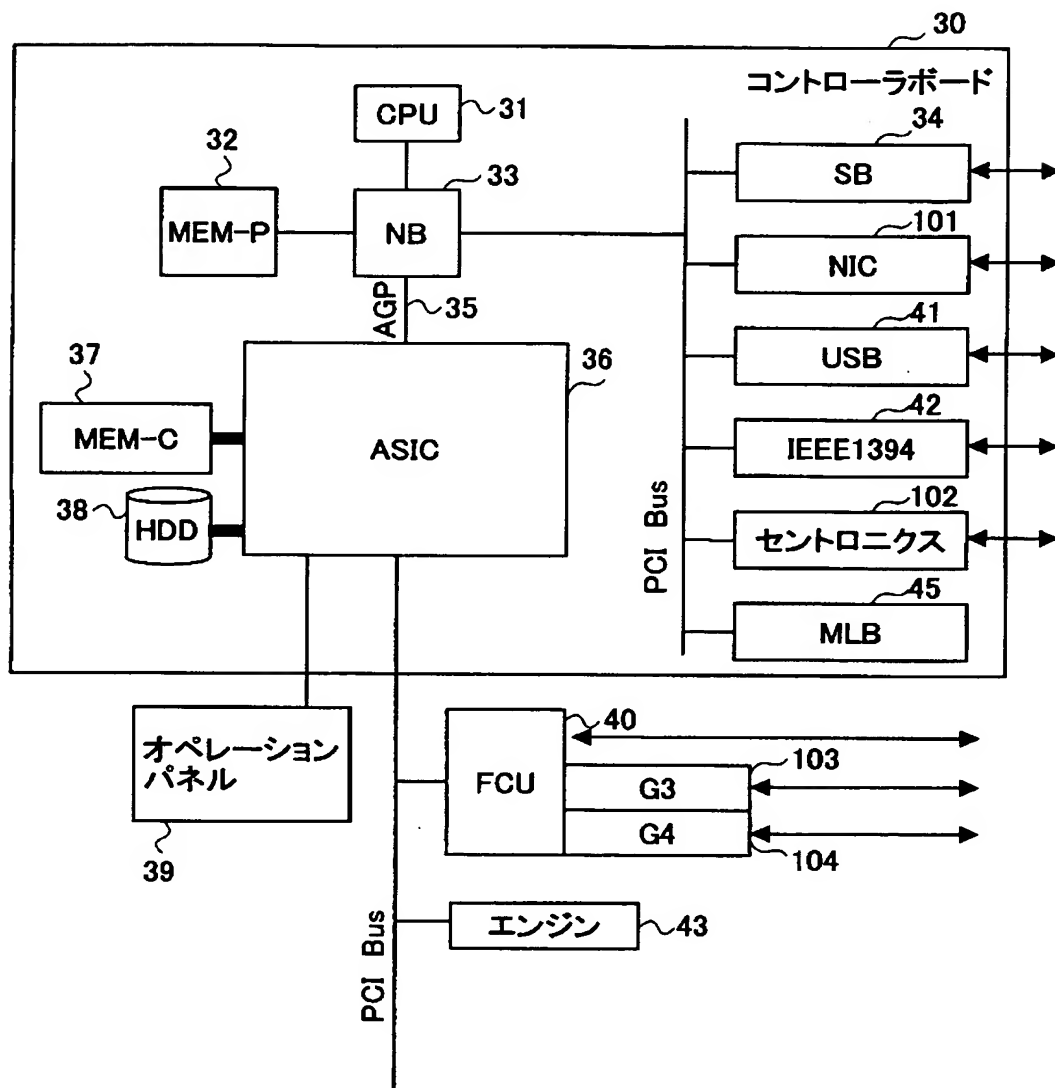 30
コントローラボード
CPU
31
34
SB
32
MEM-P
33
NB
101
NIC
AGP
35
41
USB
37
MEM-C
36
ASIC
42
IEEE1394
38
HDD
PCI Bus
102
セントロニクス
45
MLB
オペレーション
パネル
39
40
FCU
103
G3
G4
104
エンジン
43
PCI Bus